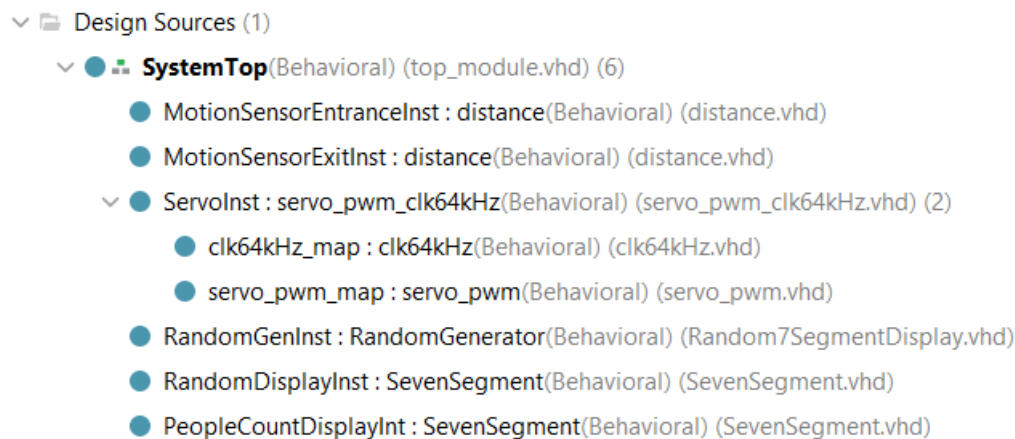 Design Sources (1)
SystemTop(Behavioral) (top_module.vhd) (6)
MotionSensorEntranceInst : distance(Behavioral) (distance.vhd)
MotionSensorExitInst : distance(Behavioral) (distance.vhd)
ServoInst : servo_pwm_clk64kHz(Behavioral) (servo_pwm_clk64kHz.vhd) (2)
clk64kHz_map : clk64kHz(Behavioral) (clk64kHz.vhd)
servo_pwm_map : servo_pwm(Behavioral) (servo_pwm.vhd)
RandomGenInst : RandomGenerator(Behavioral) (Random7SegmentDisplay.vhd)
RandomDisplayInst : SevenSegment(Behavioral) (SevenSegment.vhd)
PeopleCountDisplayInt : SevenSegment(Behavioral) (SevenSegment.vhd)